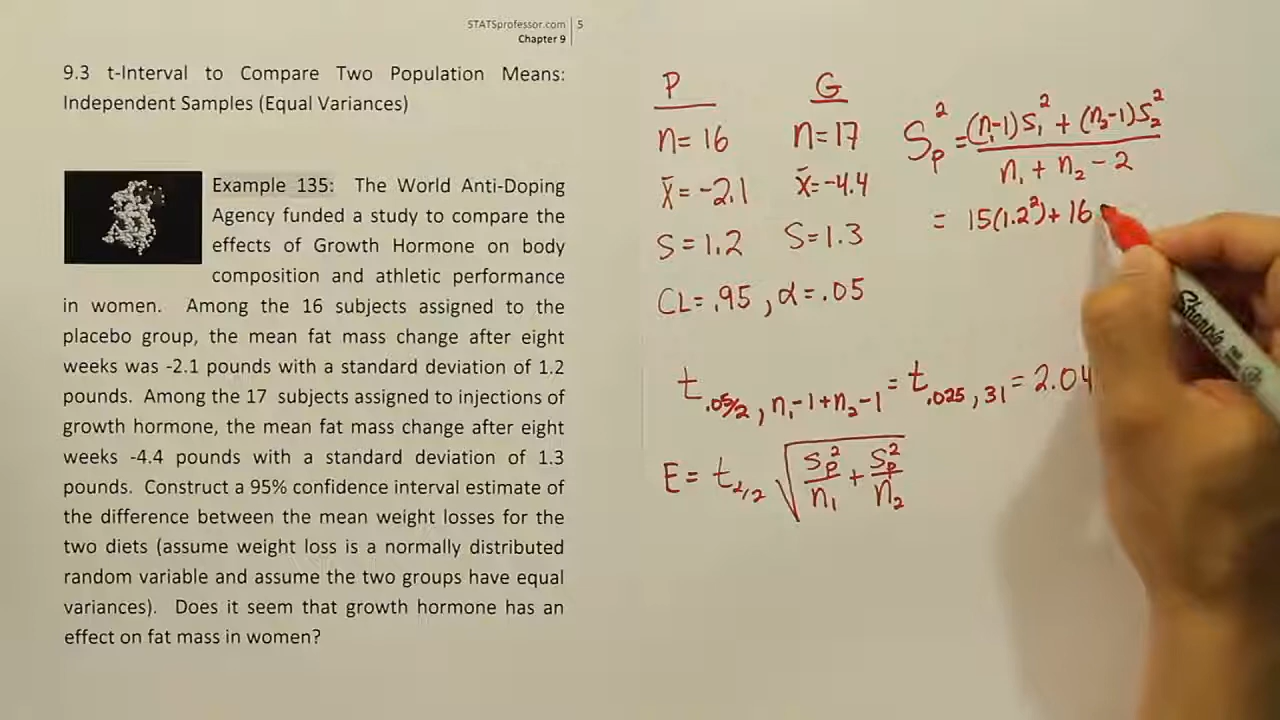 STATSprofessor.com | 5
Chapter 9
9.3 t-Interval to Compare Two Population Means:
Independent Samples (Equal Variances)
Example 135: The World Anti-Doping
Agency funded a study to compare the
effects of Growth Hormone on body
composition and athletic performance
in women. Among the 16 subjects assigned to the
placebo group, the mean fat mass change after eight
weeks was -2.1 pounds with a standard deviation of 1.2
pounds. Among the 17 subjects assigned to injections of
growth hormone, the mean fat mass change after eight
weeks -4.4 pounds with a standard deviation of 1.3
pounds. Construct a 95% confidence interval estimate of
the difference between the mean weight losses for the
two diets (assume weight loss is a normally distributed
random variable and assume the two groups have equal
variances). Does it seem that growth hormone has an
effect on fat mass in women?
P G
n=16 n=17
x̄=-2.1 x̄=-4.4
S=1.2 S=1.3
CL=.95, α=.05
Sp² = (n₁-1)S₁² + (n₂-1)S₂² / n₁ + n₂ - 2
= 15(1.2²)+16
t.05/2, n₁-1+n₂-1 = t.025, 31 = 2.04
E = t α/2 √(Sp²/n₁ + Sp²/n₂)
Sharpie